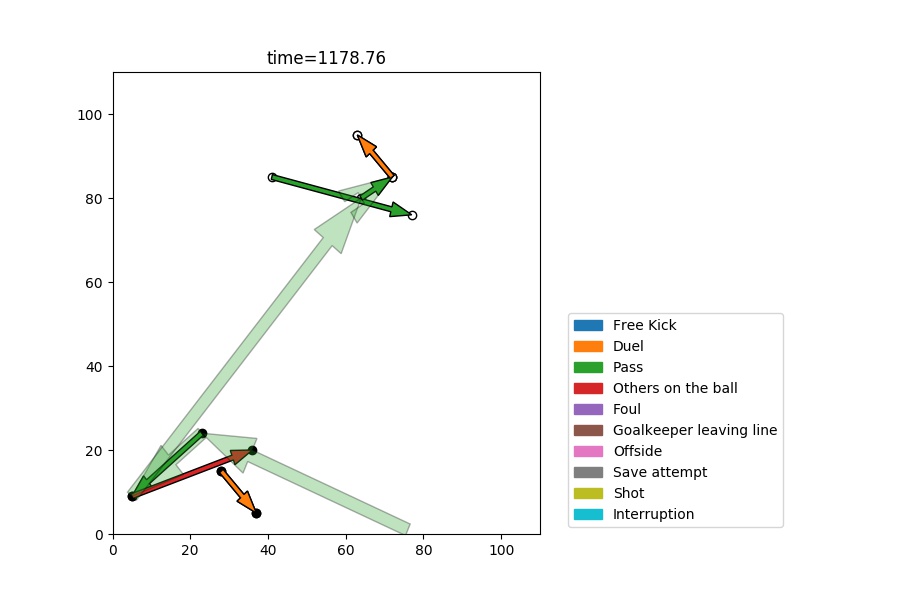 time=1178.76
100
80
60
40
20
0
0 20 40 60 80 100
Free Kick
Duel
Pass
Others on the ball
Foul
Goalkeeper leaving line
Offside
Save attempt
Shot
Interruption